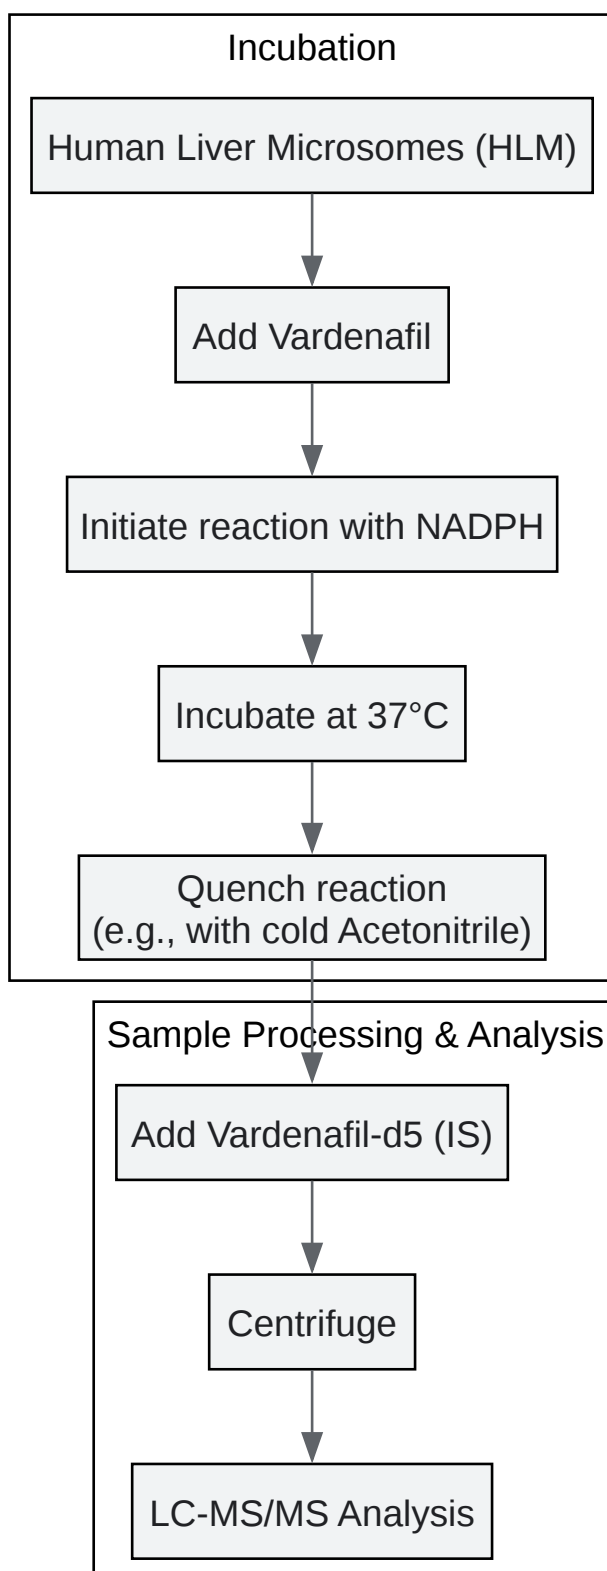 Incubation
Human Liver Microsomes (HLM)
Add Vardenafil
Initiate reaction with NADPH
Incubate at 37°C
Quench reaction
(e.g., with cold Acetonitrile)
Sample Processing & Analysis
Add Vardenafil-d5 (IS)
Centrifuge
LC-MS/MS Analysis